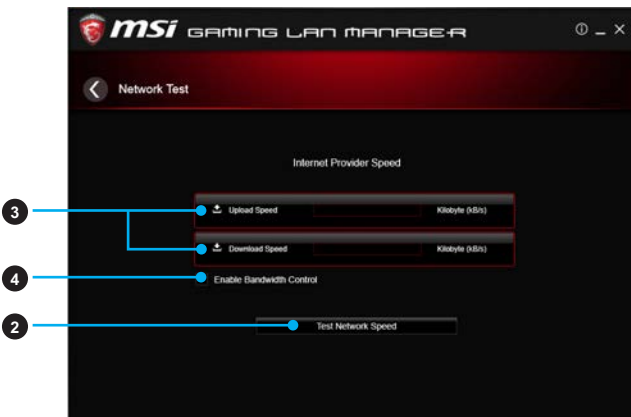 msi GAMING LAN MANAGER
Network Test
Internet Provider Speed
3
Upload Speed Kilobyte (kB/s)
Download Speed Kilobyte (kB/s)
4
Enable Bandwidth Control
2
Test Network Speed